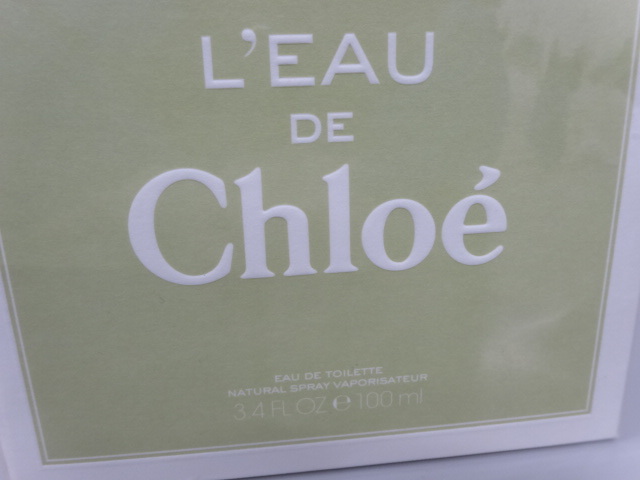 L'EAU
DE
Chloé
EAU DE TOILETTE
NATURAL SPRAY VAPORISATEUR
3.4 FL OZ ℮ 100 ml